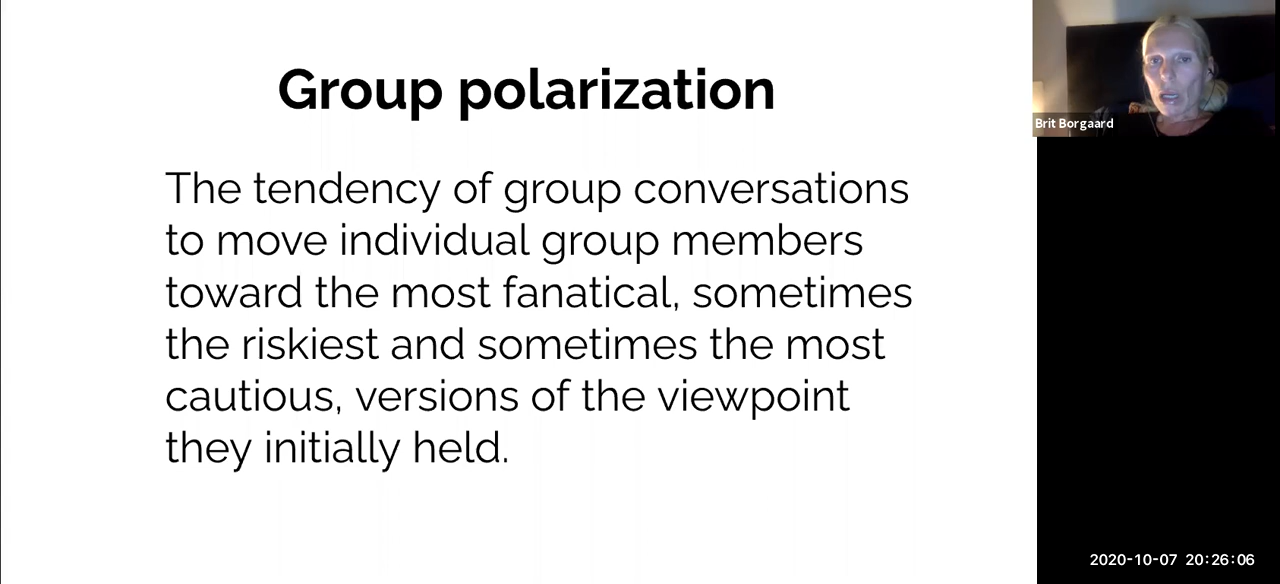 Group polarization
The tendency of group conversations
to move individual group members
toward the most fanatical, sometimes
the riskiest and sometimes the most
cautious, versions of the viewpoint
they initially held.
Brit Borgaard
2020-10-07 20:26:06